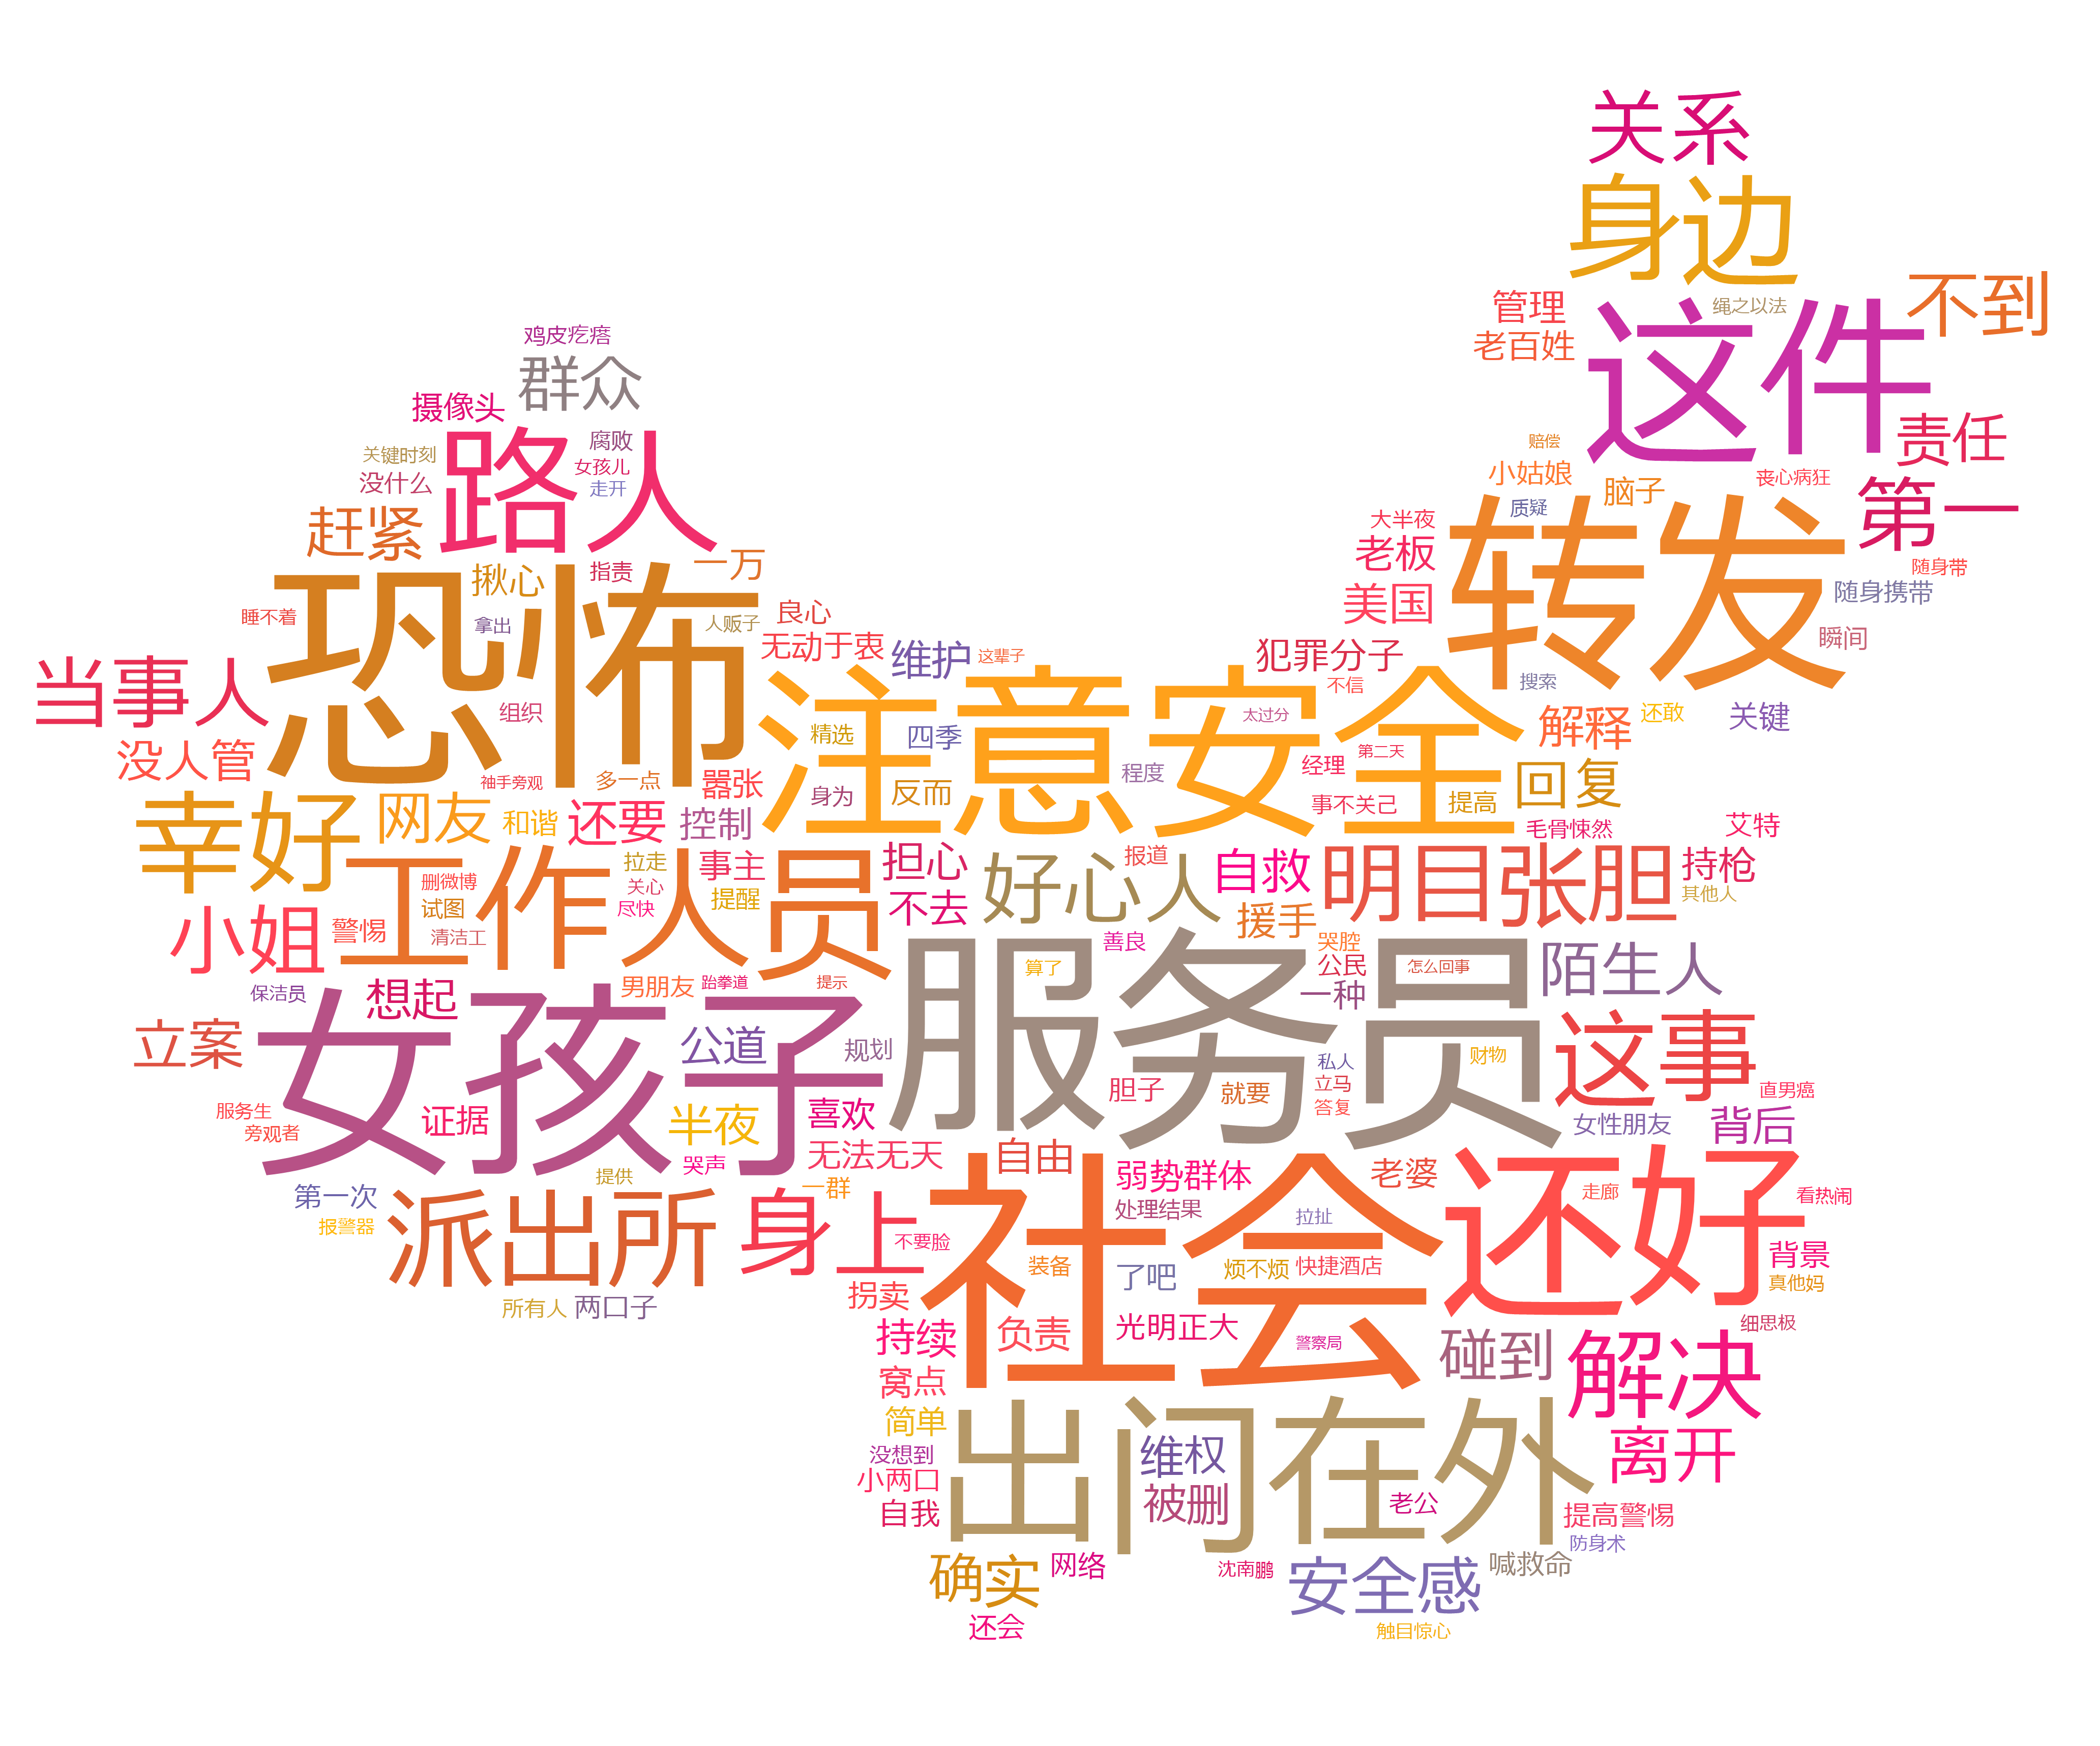 关系
身边
不到
管理
绳之以法
这件
老百姓
鸡皮疙瘩
群众
摄像头
路人
腐败
关键时刻
女孩儿
没什么
走开
责任
赔偿
小姑娘
脑子
丧心病狂
第一
质疑
转发
大半夜
老板
赶紧
揪心
指责
一万
随身带
美国
随身携带
恐怖
睡不着
拿出
人贩子
良心
无动于衷
维护
这辈子
犯罪分子
瞬间
当事人
组织
注意安全
不信
搜索
太过分
解释
还敢
关键
没人管
精选
四季
第二天
袖手旁观
多一点
嚣张
程度
经理
回复
身为
反而
事不关己
提高
幸好
网友
和谐
还要
控制
毛骨悚然
艾特
工作人员
拉走
事主
担心
好心人
报道
自救
明目张胆
持枪
删微博
关心
提醒
不去
其他人
试图
尽快
小姐
警惕
清洁工
援手
善良
哭腔
陌生人
服务员
算了
公民
怎么回事
男朋友
跆拳道
提示
保洁员
想起
一种
女孩子
立案
公道
规划
这事
私人
财物
胆子
就要
立马
直男癌
服务生
证据
半夜
喜欢
答复
女性朋友
背后
旁观者
无法无天
自由
哭声
社会
弱势群体
老婆
还好
提供
第一次
一群
走廊
看热闹
派出所
身上
处理结果
拉扯
报警器
不要脸
装备
了吧
烦不烦
快捷酒店
背景
真他妈
所有人
两口子
拐卖
持续
负责
光明正大
警察局
细思极
碰到
解决
窝点
简单
出门在外
维权
离开
没想到
小两口
自我
被删
老公
提高警惕
防身术
确实
网络
沈南鹏
安全感
喊救命
还会
触目惊心